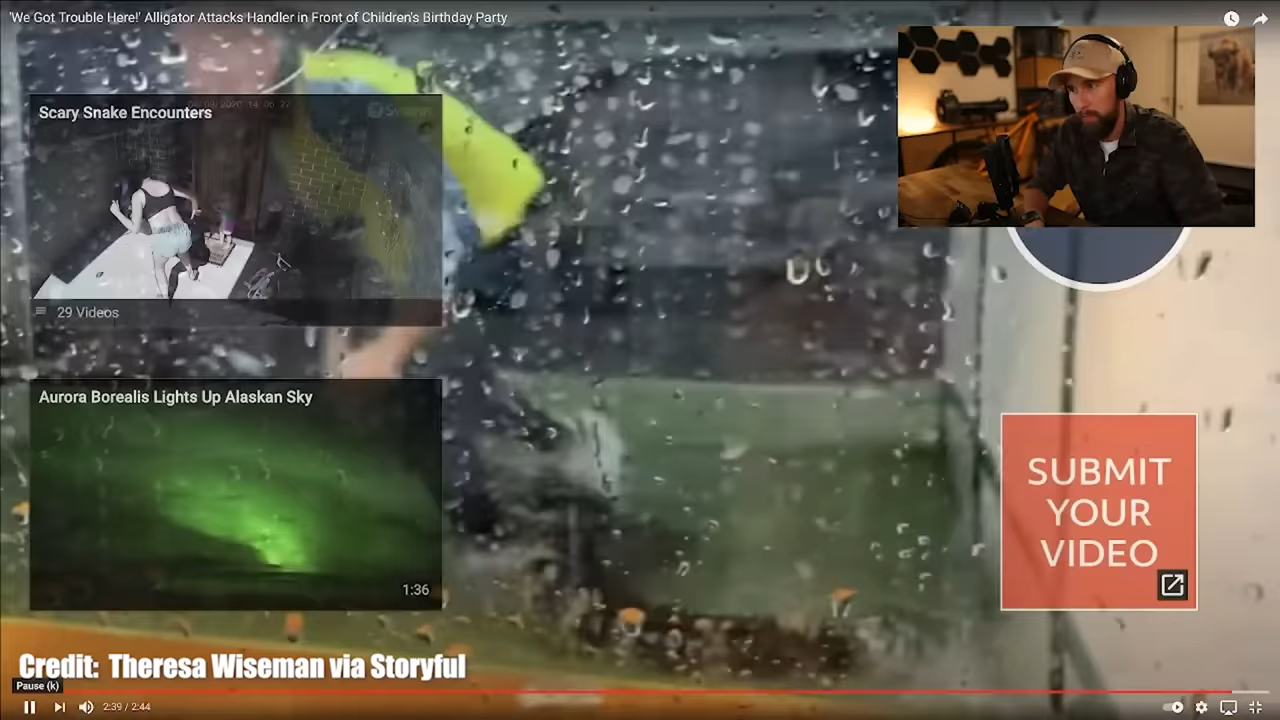 'We Got Trouble Here!' Alligator Attacks Handler in Front of Children's Birthday Party
Scary Snake Encounters
29 Videos
Aurora Borealis Lights Up Alaskan Sky
1:36
SUBMIT
YOUR
VIDEO
Credit: Theresa Wiseman via Storyful
Pause (k)
2:39 / 2:44